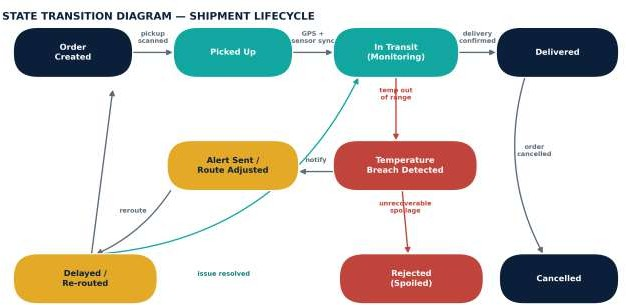 STATE TRANSITION DIAGRAM — SHIPMENT LIFECYCLE
Order
Created
pickup
scanned
Picked Up
GPS +
sensor sync
In Transit
(Monitoring)
delivery
confirmed
Delivered
temp out
of range
order
cancelled
Alert Sent /
Route Adjusted
notify
Temperature
Breach Detected
reroute
unrecoverable
spoilage
Delayed /
Re-routed
issue resolved
Rejected
(Spoiled)
Cancelled